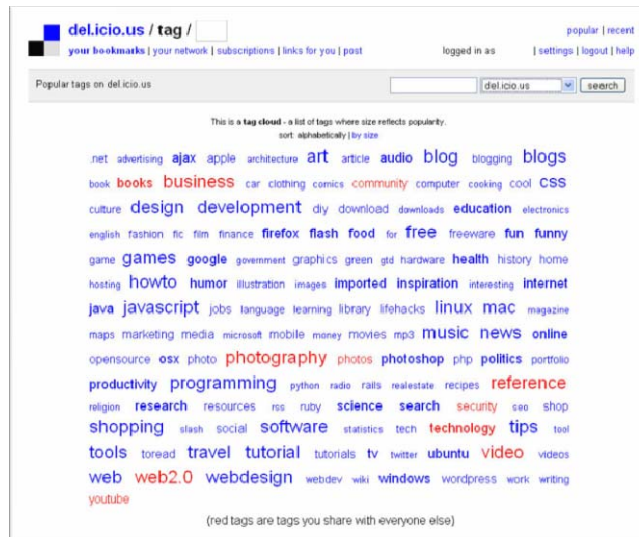 del.icio.us / tag /
popular | recent
your bookmarks | your network | subscriptions | links for you | post
logged in as | settings | logout | help
Popular tags on del.icio.us
del.icio.us search
This is a tag cloud - a list of tags where size reflects popularity.
sort: alphabetically | by size
.net advertising ajax apple architecture art article audio blog blogging blogs
book books business car clothing comics community computer cooking cool css
culture design development diy download downloads education electronics
english fashion fic film finance firefox flash food for free freeware fun funny
game games google government graphics green gtd hardware health history home
hosting howto humor illustration images imported inspiration interesting internet
java javascript jobs language learning library lifehacks linux mac magazine
maps marketing media microsoft mobile money movies mp3 music news online
opensource osx photo photography photos photoshop php politics portfolio
productivity programming python radio rails realestate recipes reference
religion research resources rss ruby science search security seo shop
shopping slash social software statistics tech technology tips tool
tools toread travel tutorial tutorials tv twitter ubuntu video videos
web web2.0 webdesign webdev wiki windows wordpress work writing
youtube
(red tags are tags you share with everyone else)